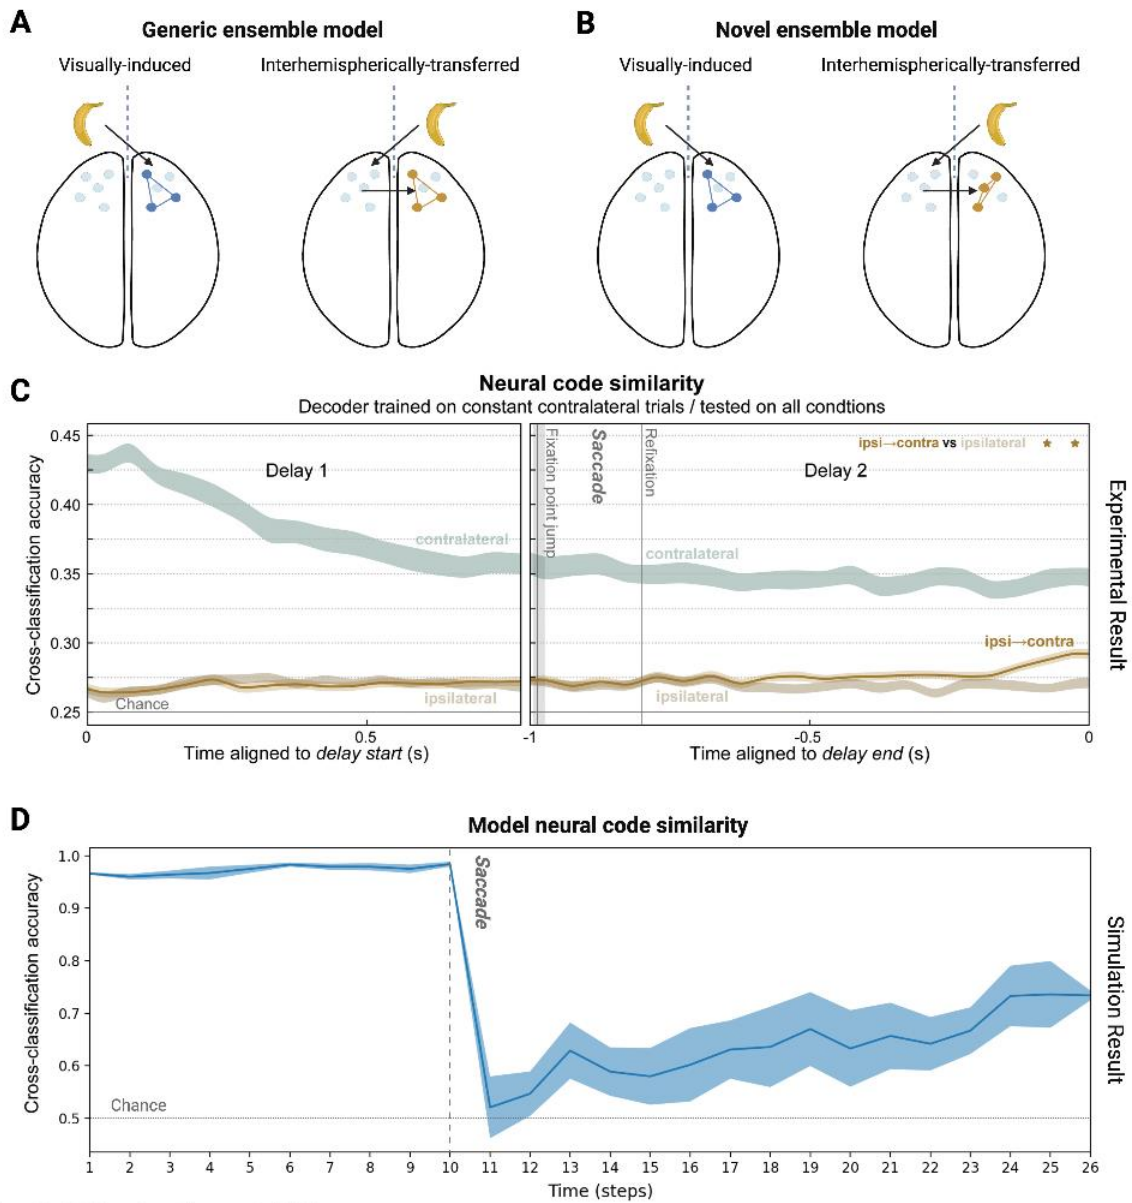 A
Generic ensemble model
Visually-induced
Interhemispherically-transferred
B
Novel ensemble model
Visually-induced
Interhemispherically-transferred
C
Neural code similarity
Decoder trained on constant contralateral trials / tested on all condtions
Cross-classification accuracy
0.45
0.40
0.35
0.30
0.25
Delay 1
contralateral
ipsilateral
Chance
0
0.5
Time aligned to delay start (s)
Fixation point jump
Saccade
Refixation
ipsi→contra vs ipsilateral ★ ★
Delay 2
contralateral
ipsi→contra
ipsilateral
-1
-0.5
0
Time aligned to delay end (s)
Experimental Result
D
Model neural code similarity
Cross-classification accuracy
1.0
0.9
0.8
0.7
0.6
0.5
Saccade
Chance
1 2 3 4 5 6 7 8 9 10 11 12 13 14 15 16 17 18 19 20 21 22 23 24 25 26
Time (steps)
Simulation Result